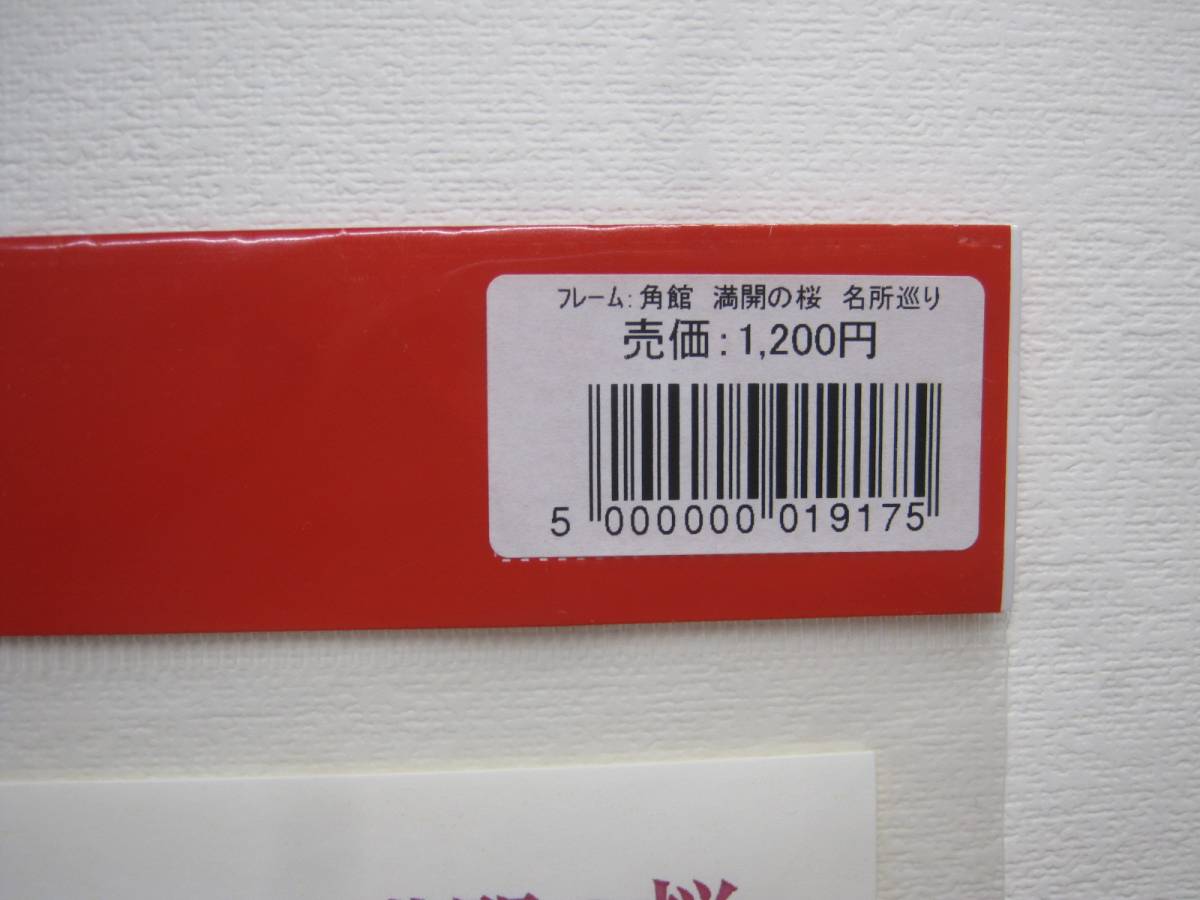 フレーム：角館　満開の桜　名所巡り
売価：1,200円
5 000000 019175
桜